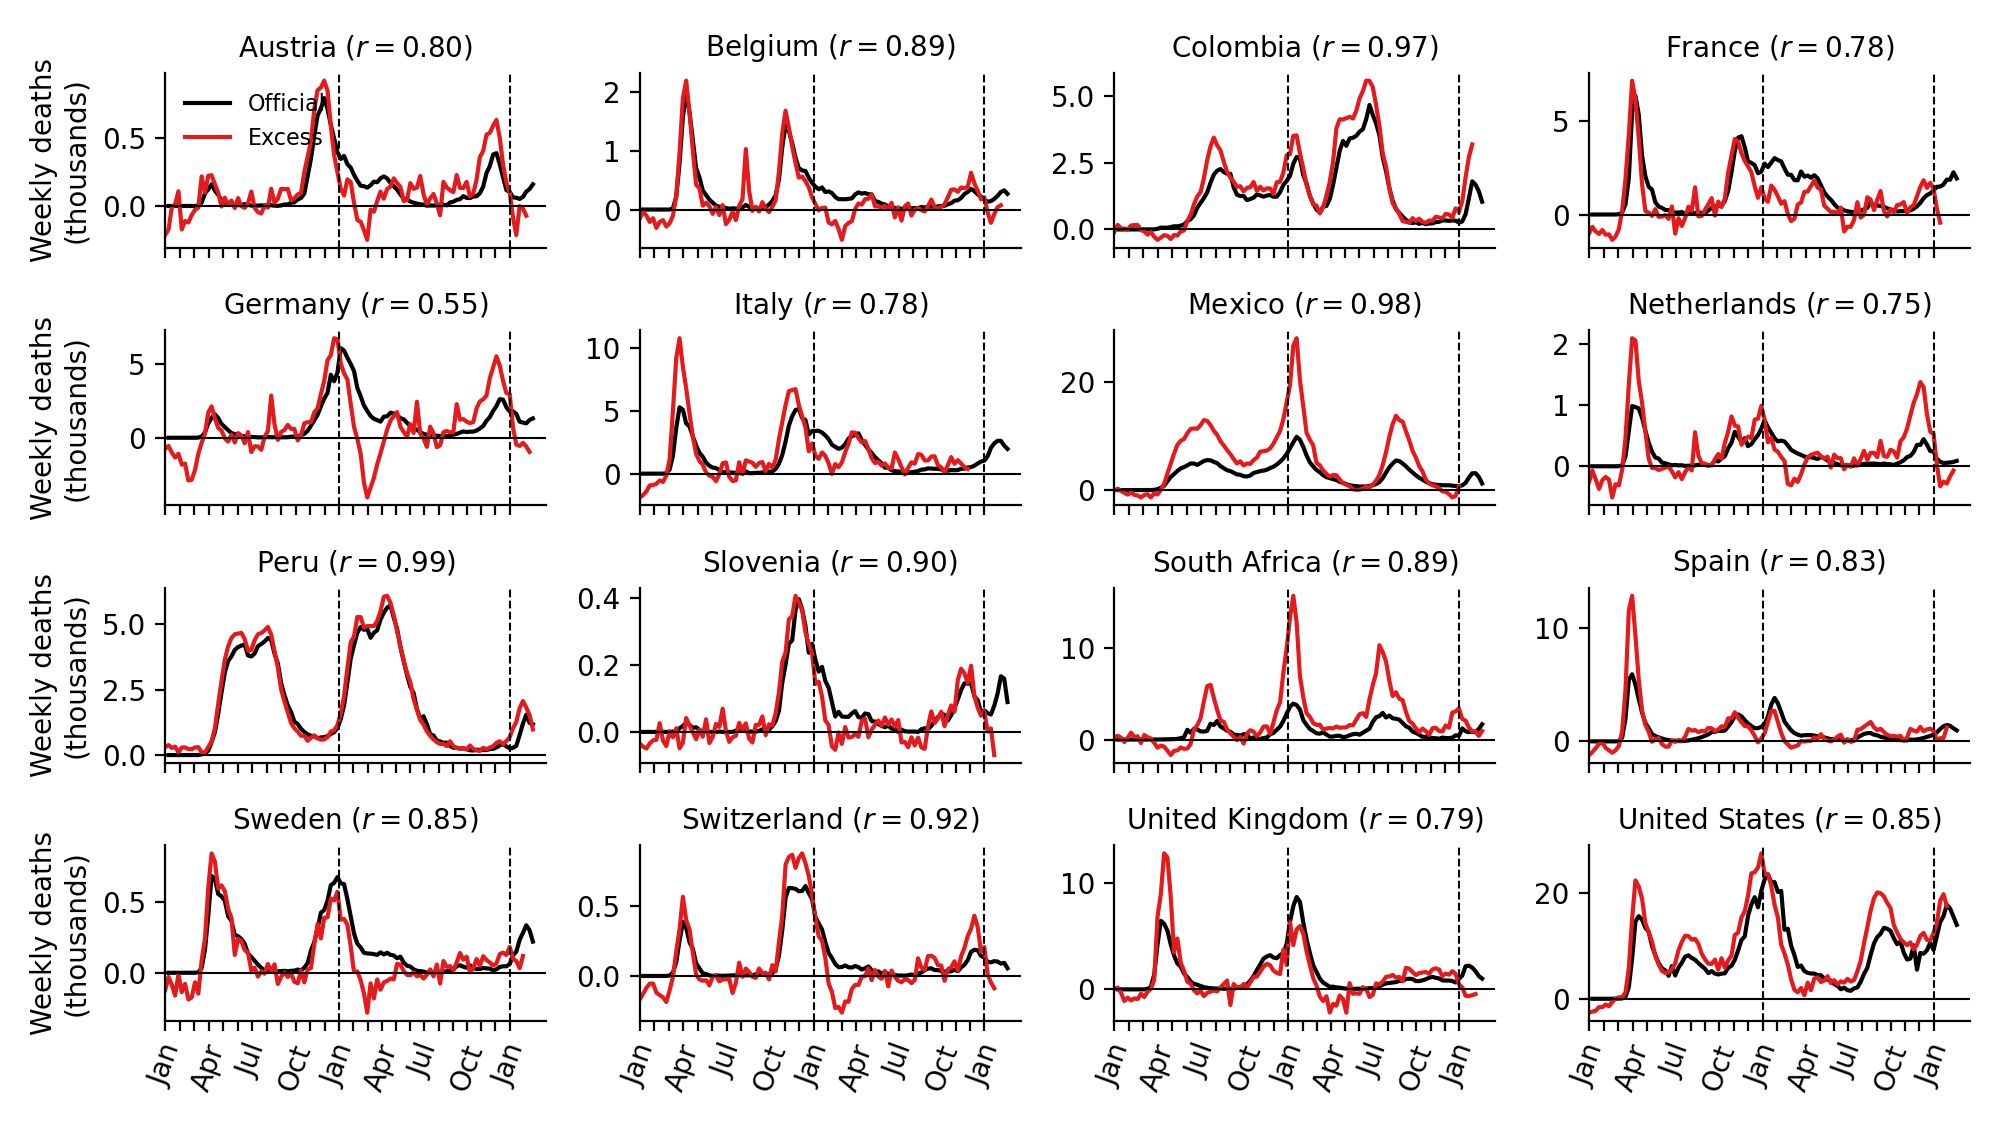 Austria (r = 0.80)
Belgium (r = 0.89)
Colombia (r = 0.97)
France (r = 0.78)
Weekly deaths
(thousands)
0.5
0.0
Official
Excess
2
1
0
5.0
2.5
0.0
5
0
Germany (r = 0.55)
Italy (r = 0.78)
Mexico (r = 0.98)
Netherlands (r = 0.75)
Weekly deaths
(thousands)
5
0
10
5
0
20
0
2
1
0
Peru (r = 0.99)
Slovenia (r = 0.90)
South Africa (r = 0.89)
Spain (r = 0.83)
Weekly deaths
(thousands)
5.0
2.5
0.0
0.4
0.2
0.0
10
0
10
0
Sweden (r = 0.85)
Switzerland (r = 0.92)
United Kingdom (r = 0.79)
United States (r = 0.85)
Weekly deaths
(thousands)
0.5
0.0
0.5
0.0
10
0
20
0
Jan Apr Jul Oct Jan Apr Jul Oct Jan
Jan Apr Jul Oct Jan Apr Jul Oct Jan
Jan Apr Jul Oct Jan Apr Jul Oct Jan
Jan Apr Jul Oct Jan Apr Jul Oct Jan